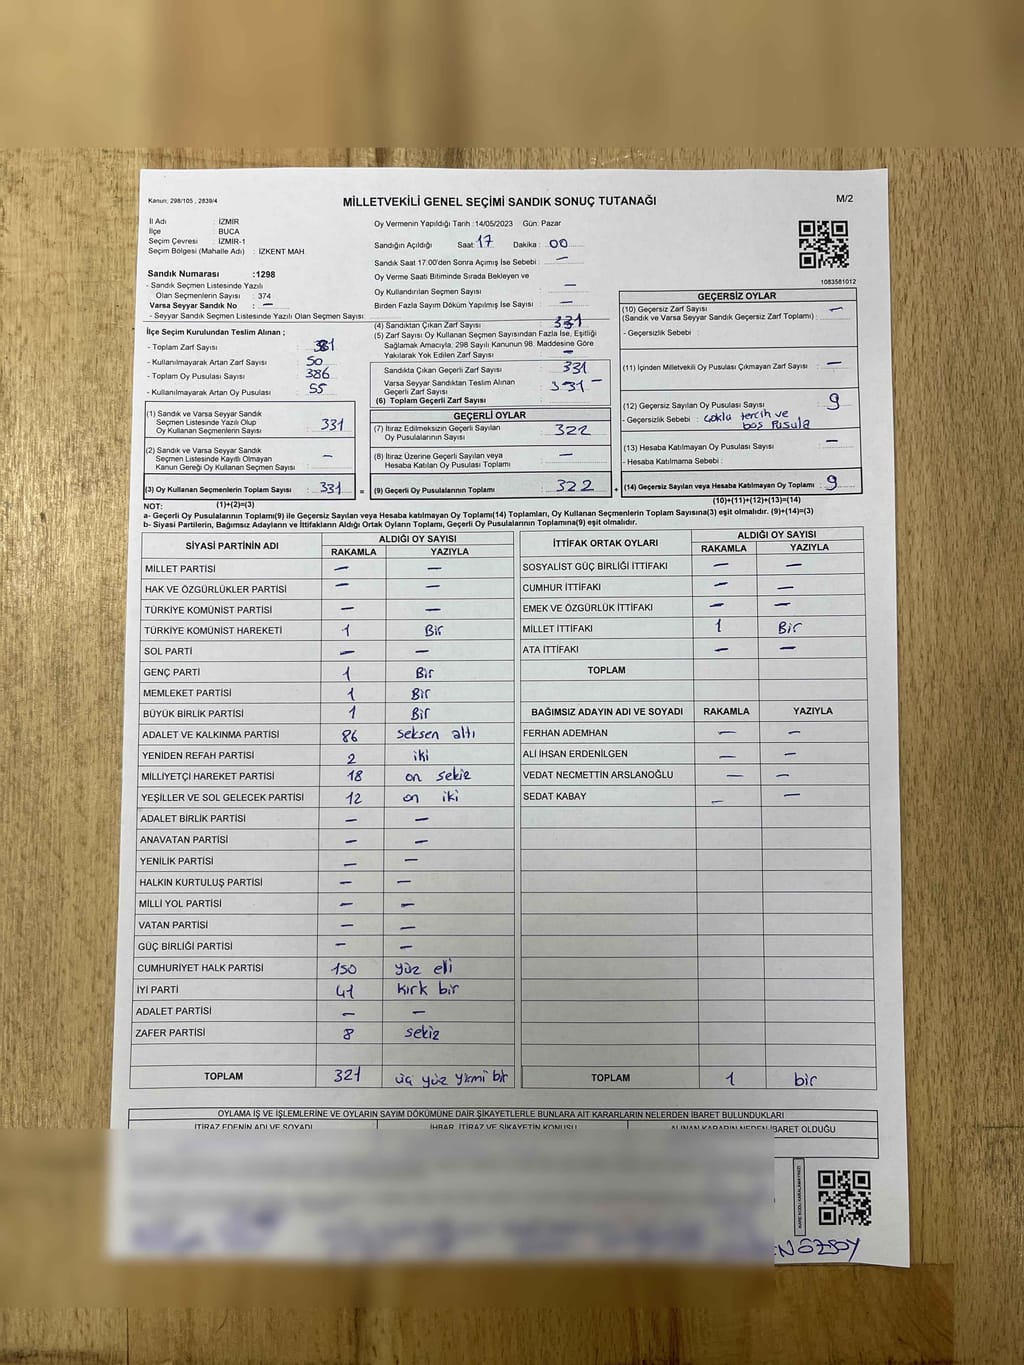 Kanun: 298/105 , 2839/4
MİLLETVEKİLİ GENEL SEÇİMİ SANDIK SONUÇ TUTANAĞI
M/2
İl Adı : İZMİR
İlçe : BUCA
Seçim Çevresi : İZMİR-1
Seçim Bölgesi (Mahalle Adı) : İZKENT MAH
Sandık Numarası :1298
- Sandık Seçmen Listesinde Yazılı
Olan Seçmenlerin Sayısı : 374
Varsa Seyyar Sandık No : —
- Seyyar Sandık Seçmen Listesinde Yazılı Olan Seçmen Sayısı:
Oy Vermenin Yapıldığı Tarih :14/05/2023 Gün: Pazar
Sandığın Açıldığı Saat: 17 Dakika : 00
Sandık Saat 17:00'den Sonra Açımış İse Sebebi : —
Oy Verme Saati Bitiminde Sırada Bekleyen ve
Oy Kullandırılan Seçmen Sayısı : —
Birden Fazla Sayım Döküm Yapılmış İse Sayısı : —
1083581012
İlçe Seçim Kurulundan Teslim Alınan ;
- Toplam Zarf Sayısı : 381
- Kullanılmayarak Artan Zarf Sayısı : 50
- Toplam Oy Pusulası Sayısı : 386
- Kullanılmayarak Artan Oy Pusulası : 55
(4) Sandıktan Çıkan Zarf Sayısı : 331
(5) Zarf Sayısı Oy Kullanan Seçmen Sayısından Fazla İse, Eşitliği
Sağlamak Amacıyla, 298 Sayılı Kanunun 98. Maddesine Göre
Yakılarak Yok Edilen Zarf Sayısı : —
Sandıkta Çıkan Geçerli Zarf Sayısı : 331
Varsa Seyyar Sandıktan Teslim Alınan
Geçerli Zarf Sayısı : —
(6) Toplam Geçerli Zarf Sayısı : 331
GEÇERSİZ OYLAR
(10) Geçersiz Zarf Sayısı
(Sandık ve Varsa Seyyar Sandık Geçersiz Zarf Toplamı) : —
- Geçersizlik Sebebi :
(11) İçinden Milletvekili Oy Pusulası Çıkmayan Zarf Sayısı : —
(12) Geçersiz Sayılan Oy Pusulası Sayısı : 9
- Geçersizlik Sebebi : çoklu tercih ve
boş pusula
(13) Hesaba Katılmayan Oy Pusulası Sayısı : —
- Hesaba Katılmama Sebebi :
(14) Geçersiz Sayılan veya Hesaba Katılmayan Oy Toplamı : 9
(10)+(11)+(12)+(13)=(14)
(1) Sandık ve Varsa Seyyar Sandık
Seçmen Listesinde Yazılı Olup
Oy Kullanan Seçmenlerin Sayısı : 331
(2) Sandık ve Varsa Seyyar Sandık
Seçmen Listesinde Kayıtlı Olmayan
Kanun Gereği Oy Kullanan Seçmen Sayısı : —
(3) Oy Kullanan Seçmenlerin Toplam Sayısı : 331 =
(1)+(2)=(3)
GEÇERLİ OYLAR
(7) İtiraz Edilmeksizin Geçerli Sayılan
Oy Pusulalarının Sayısı : 322
(8) İtiraz Üzerine Geçerli Sayılan veya
Hesaba Katılan Oy Pusulası Toplamı : —
(9) Geçerli Oy Pusulalarının Toplamı : 322 +
NOT:
a- Geçerli Oy Pusulalarının Toplamı(9) ile Geçersiz Sayılan veya Hesaba katılmayan Oy Toplamı(14) Toplamları, Oy Kullanan Seçmenlerin Toplam Sayısına(3) eşit olmalıdır. (9)+(14)=(3)
b- Siyasi Partilerin, Bağımsız Adayların ve İttifakların Aldığı Ortak Oyların Toplamı, Geçerli Oy Pusulalarının Toplamına(9) eşit olmalıdır.
SİYASİ PARTİNİN ADI ALDIĞI OY SAYISI
RAKAMLA YAZIYLA
MİLLET PARTİSİ — —
HAK VE ÖZGÜRLÜKLER PARTİSİ — —
TÜRKİYE KOMÜNİST PARTİSİ — —
TÜRKİYE KOMÜNİST HAREKETİ 1 Bir
SOL PARTİ — —
GENÇ PARTİ 1 Bir
MEMLEKET PARTİSİ 1 Bir
BÜYÜK BİRLİK PARTİSİ 1 Bir
ADALET VE KALKINMA PARTİSİ 86 seksen altı
YENİDEN REFAH PARTİSİ 2 iki
MİLLİYETÇİ HAREKET PARTİSİ 18 on sekiz
YEŞİLLER VE SOL GELECEK PARTİSİ 12 on iki
ADALET BİRLİK PARTİSİ — —
ANAVATAN PARTİSİ — —
YENİLİK PARTİSİ — —
HALKIN KURTULUŞ PARTİSİ — —
MİLLİ YOL PARTİSİ — —
VATAN PARTİSİ — —
GÜÇ BİRLİĞİ PARTİSİ — —
CUMHURİYET HALK PARTİSİ 150 yüz elli
İYİ PARTİ 41 kırk bir
ADALET PARTİSİ — —
ZAFER PARTİSİ 8 sekiz
TOPLAM 321 üç yüz yirmi bir
İTTİFAK ORTAK OYLARI ALDIĞI OY SAYISI
RAKAMLA YAZIYLA
SOSYALİST GÜÇ BİRLİĞİ İTTİFAKI — —
CUMHUR İTTİFAKI — —
EMEK VE ÖZGÜRLÜK İTTİFAKI — —
MİLLET İTTİFAKI 1 Bir
ATA İTTİFAKI — —
TOPLAM
BAĞIMSIZ ADAYIN ADI VE SOYADI RAKAMLA YAZIYLA
FERHAN ADEMHAN — —
ALİ İHSAN ERDENİLGEN — —
VEDAT NECMETTİN ARSLANOĞLU — —
SEDAT KABAY — —
TOPLAM 1 bir
OYLAMA İŞ VE İŞLEMLERİNE VE OYLARIN SAYIM DÖKÜMÜNE DAİR ŞİKAYETLERLE BUNLARA AİT KARARLARIN NELERDEN İBARET BULUNDUKLARI
İTİRAZ EDENİN ADI VE SOYADI İHBAR, İTİRAZ VE ŞİKAYETİN KONUSU ALINAN KARARIN NEDEN İBARET OLDUĞU
ÖZSOY